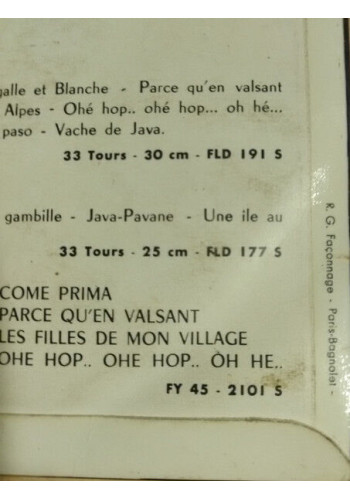 galle et Blanche - Parce qu'en valsant
Alpes - Ohé hop.. ohé hop... oh hé...
paso - Vache de Java.
33 Tours - 30 cm - FLD 191 S
gambille - Java-Pavane - Une ile au
33 Tours - 25 cm - FLD 177 S
COME PRIMA
PARCE QU'EN VALSANT
LES FILLES DE MON VILLAGE
OHE HOP.. OHE HOP.. OH HE..
FY 45 - 2101 S
R. G. Façonnage - Paris-Bagnolet -